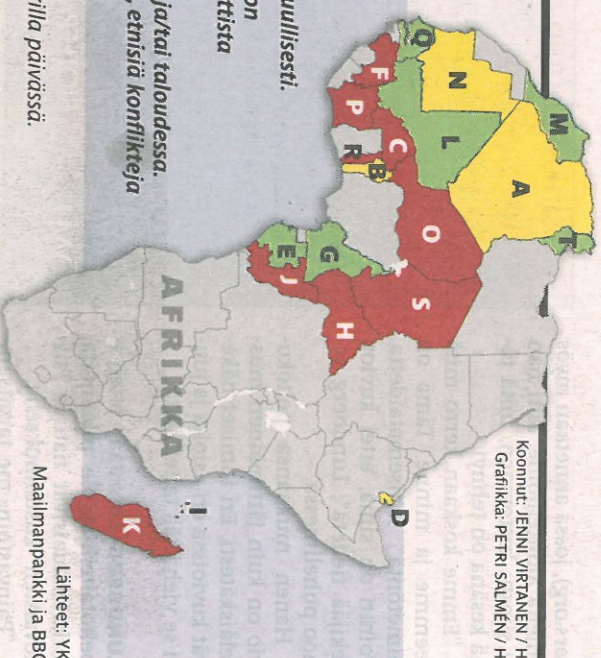 Koonnut: JENNI VIRTANEN / H
Grafiikka: PETRI SALMÉN / H
M
T
A
N
Q
L
O
S
D
C
F
P
B
R
H
G
E
J
uullisesti.
on
ttista
I
AFRIKKA
ja/tai taloudessa.
, etnisiä konflikteja
K
rilla päivässä.
Lähteet: YK
Maailmanpankki ja BBC